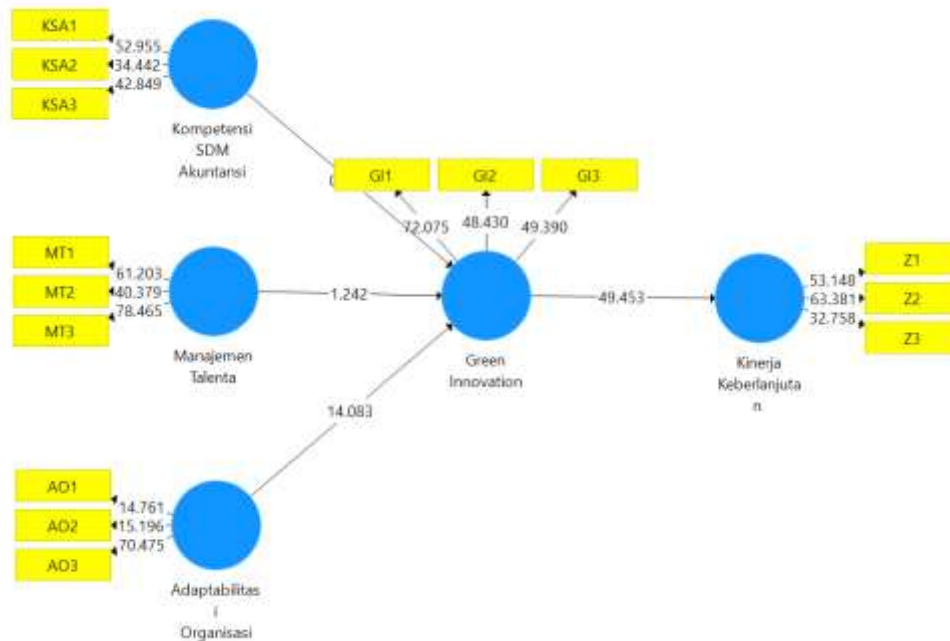 KSA1
KSA2
KSA3
52.955
34.442
42.849
Kompetensi
SDM
Akuntansi
GI1
GI2
GI3
72.075
48.430
49.390
MT1
MT2
MT3
61.203
40.379
78.465
Manajemen
Talenta
1.242
Green
Innovation
49.453
Z1
Z2
Z3
53.148
63.381
32.758
Kinerja
Keberlanjuta
n
14.083
AO1
AO2
AO3
14.761
15.196
70.475
Adaptabilitas
i
Organisasi